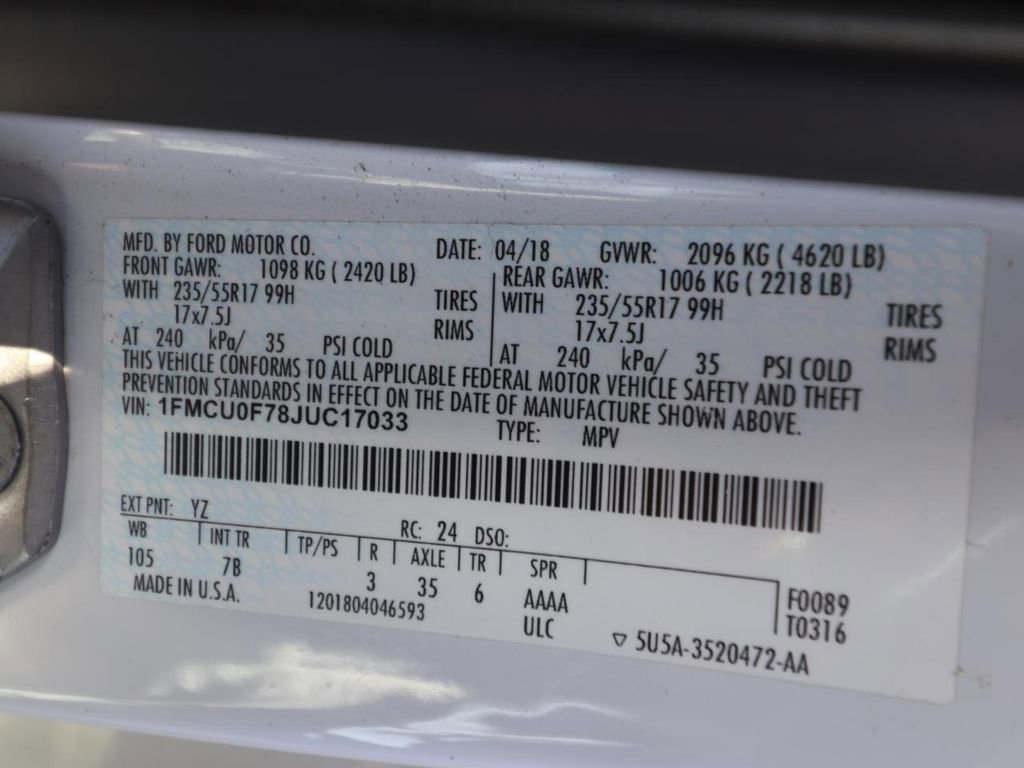 MFD. BY FORD MOTOR CO. DATE: 04/18 GVWR: 2096 KG ( 4620 LB)
FRONT GAWR: 1098 KG ( 2420 LB) REAR GAWR: 1006 KG ( 2218 LB)
WITH 235/55R17 99H TIRES WITH 235/55R17 99H TIRES
17x7.5J RIMS 17x7.5J RIMS
AT 240 kPa/ 35 PSI COLD AT 240 kPa/ 35 PSI COLD
THIS VEHICLE CONFORMS TO ALL APPLICABLE FEDERAL MOTOR VEHICLE SAFETY AND THEFT
PREVENTION STANDARDS IN EFFECT ON THE DATE OF MANUFACTURE SHOWN ABOVE.
VIN: 1FMCU0F78JUC17033 TYPE: MPV
EXT PNT: YZ RC: 24 DSO:
WB INT TR TP/PS R AXLE TR SPR
105 7B 3 35 6 AAAA F0089
MADE IN U.S.A. 1201804046593 ULC T0316
▽ 5U5A-3520472-AA